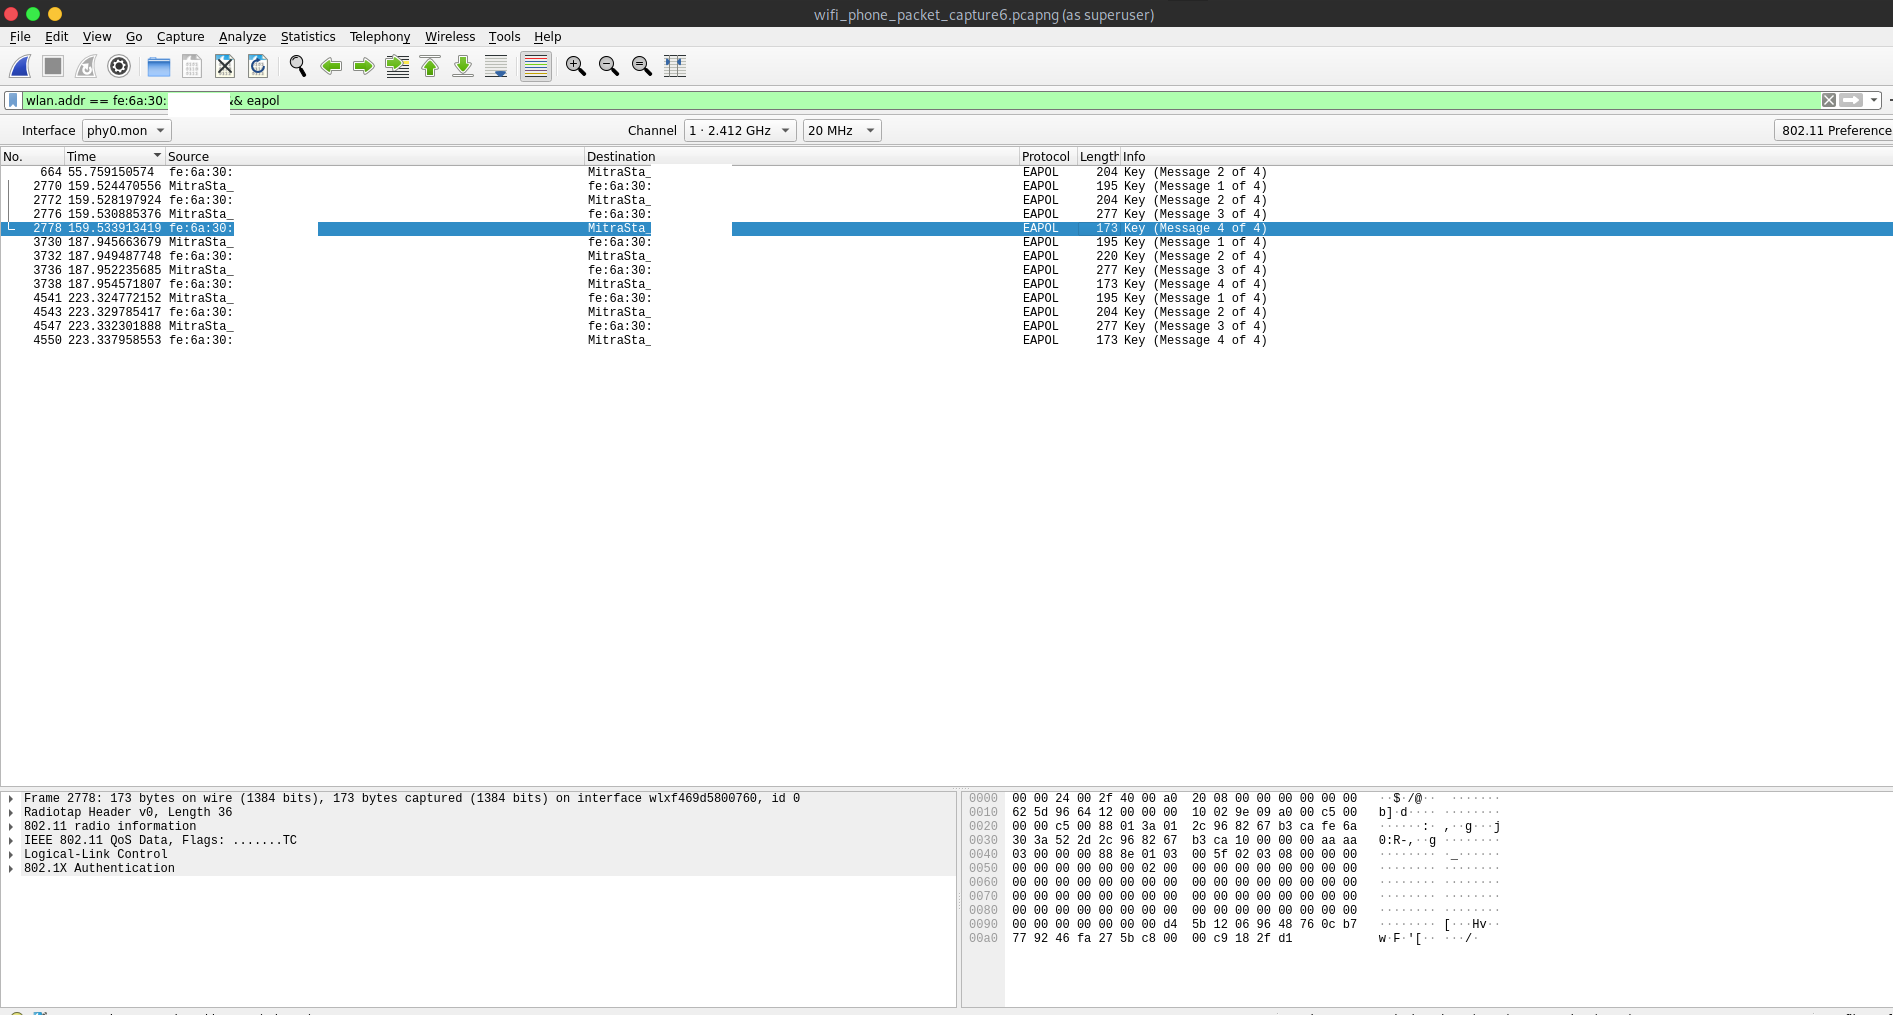 wifi_phone_packet_capture6.pcapng (as superuser)
File Edit View Go Capture Analyze Statistics Telephony Wireless Tools Help
wlan.addr == fe:6a:30: && eapol
Interface phy0.mon Channel 1 · 2.412 GHz 20 MHz 802.11 Preference
No. Time Source Destination Protocol Length Info
664 55.759150574 fe:6a:30: MitraSta_ EAPOL 204 Key (Message 2 of 4)
2770 159.524470556 MitraSta_ fe:6a:30: EAPOL 195 Key (Message 1 of 4)
2772 159.528197924 fe:6a:30: MitraSta_ EAPOL 204 Key (Message 2 of 4)
2776 159.530885376 MitraSta_ fe:6a:30: EAPOL 277 Key (Message 3 of 4)
2778 159.533913419 fe:6a:30: MitraSta_ EAPOL 173 Key (Message 4 of 4)
3730 187.945663679 MitraSta_ fe:6a:30: EAPOL 195 Key (Message 1 of 4)
3732 187.949487748 fe:6a:30: MitraSta_ EAPOL 220 Key (Message 2 of 4)
3736 187.952235685 MitraSta_ fe:6a:30: EAPOL 277 Key (Message 3 of 4)
3738 187.954571807 fe:6a:30: MitraSta_ EAPOL 173 Key (Message 4 of 4)
4541 223.324772152 MitraSta_ fe:6a:30: EAPOL 195 Key (Message 1 of 4)
4543 223.329785417 fe:6a:30: MitraSta_ EAPOL 204 Key (Message 2 of 4)
4547 223.332301888 MitraSta_ fe:6a:30: EAPOL 277 Key (Message 3 of 4)
4550 223.337958553 fe:6a:30: MitraSta_ EAPOL 173 Key (Message 4 of 4)
Frame 2778: 173 bytes on wire (1384 bits), 173 bytes captured (1384 bits) on interface wlxf469d5800760, id 0
Radiotap Header v0, Length 36
802.11 radio information
IEEE 802.11 QoS Data, Flags: .......TC
Logical-Link Control
802.1X Authentication
0000 00 00 24 00 2f 40 00 a0 20 08 00 00 00 00 00 00 ··$·/@·· ·······
0010 62 5d 96 64 12 00 00 00 10 02 9e 09 a0 00 c5 00 b]·d···· ········
0020 00 00 c5 00 88 01 3a 01 2c 96 82 67 b3 ca fe 6a ······:· ,··g···j
0030 30 3a 52 2d 2c 96 82 67 b3 ca 10 00 00 00 aa aa 0:R-,··g ········
0040 03 00 00 00 88 8e 01 03 00 5f 02 03 08 00 00 00 ········ ·_······
0050 00 00 00 00 00 00 02 00 00 00 00 00 00 00 00 00 ········ ········
0060 00 00 00 00 00 00 00 00 00 00 00 00 00 00 00 00 ········ ········
0070 00 00 00 00 00 00 00 00 00 00 00 00 00 00 00 00 ········ ········
0080 00 00 00 00 00 00 00 00 00 00 00 00 00 00 00 00 ········ ········
0090 00 00 00 00 00 00 00 d4 5b 12 06 96 48 76 0c b7 ········ [···Hv··
00a0 77 92 46 fa 27 5b c8 00 00 c9 18 2f d1 w·F·'[·· ···/·